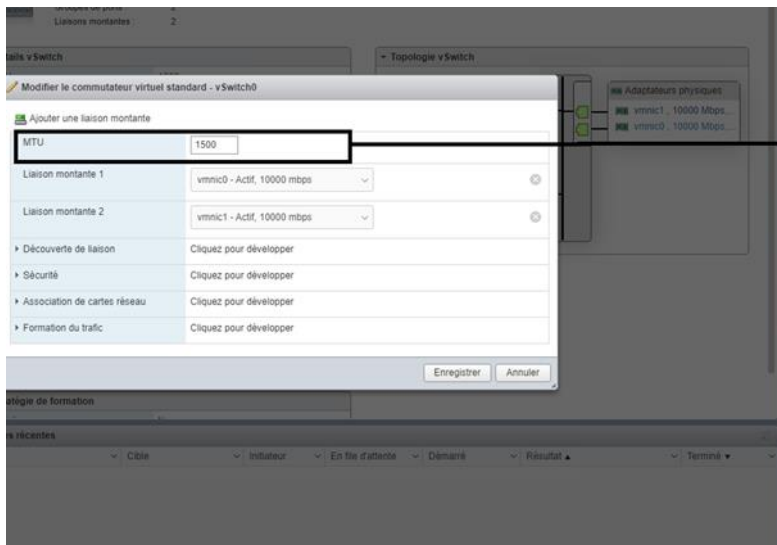 Liaisons montantes : 2
tails vSwitch
Topologie vSwitch
Modifier le commutateur virtuel standard - vSwitch0
Adaptateurs physiques
Ajouter une liaison montante
vmnic1 , 10000 Mbps...
vmnic0 , 10000 Mbps...
MTU 1500
Liaison montante 1 vmnic0 - Actif, 10000 mbps
Liaison montante 2 vmnic1 - Actif, 10000 mbps
Découverte de liaison Cliquez pour développer
Sécurité Cliquez pour développer
Association de cartes réseau Cliquez pour développer
Formation du trafic Cliquez pour développer
Enregistrer Annuler
atégie de formation
es récentes
Cible Initiateur En file d'attente Démarré Résultat ▲ Terminé ▼